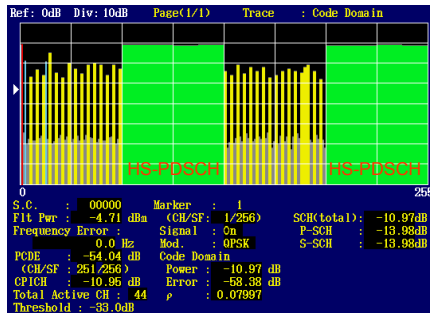 Ref: 0dB Div: 10dB Page(1/1) Trace : Code Domain
HS-PDSCH HS-PDSCH
0 255
S.C. : 00000 Marker : 1
Flt Pwr : -4.71 dBm (CH/SF: 1/256) SCH(total): -10.97dB
Frequency Error : Signal : On P-SCH : -13.98dB
0.0 Hz Mod. : QPSK S-SCH : -13.98dB
PCDE : -54.04 dB Code Domain
(CH/SF : 251/256) Power : -10.97 dB
CPICH : -10.95 dB Error : -58.38 dB
Total Active CH : 44 ρ : 0.07997
Threshold : -33.0dB